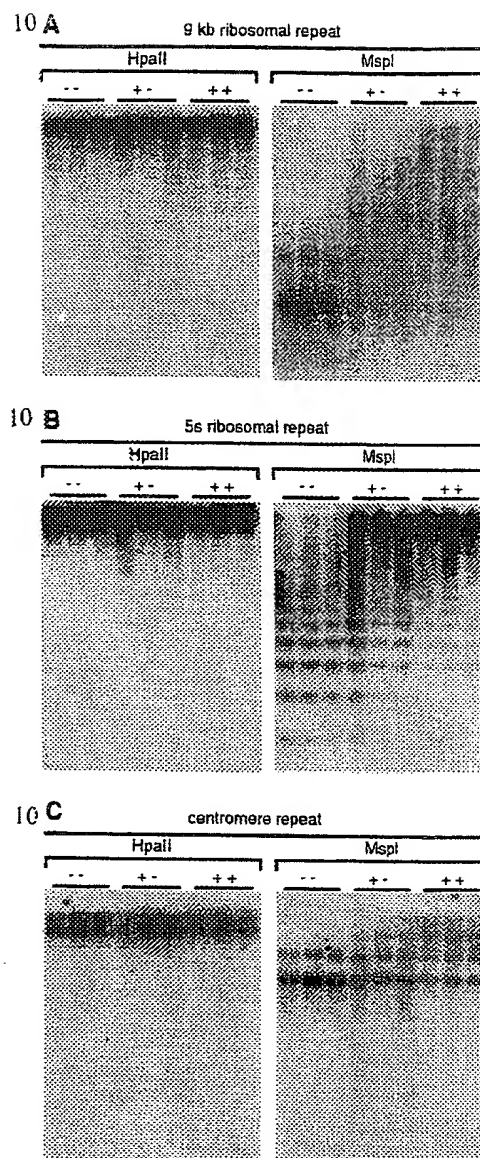 10 A
9 kb ribosomal repeat
HpaII MspI
-- +- ++ -- +- ++
10 B
5s ribosomal repeat
HpaII MspI
-- +- ++ -- +- ++
10 C
centromere repeat
HpaII MspI
-- +- ++ -- +- ++